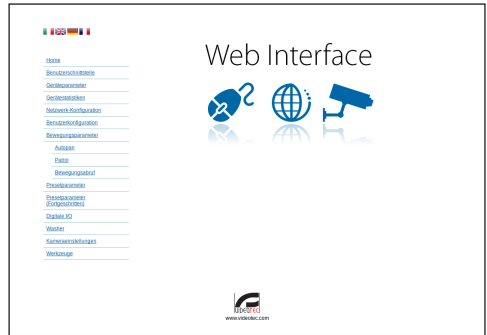 Web Interface
Home
Benutzerschnittstelle
Geräteparameter
Gerätestatistiken
Netzwerk-Konfiguration
Benutzerkonfiguration
Bewegungsparameter
Autopan
Patrol
Bewegungsabruf
Presetparameter
Presetparameter
(Fortgeschritten)
Digitale I/O
Washer
Kameraeinstellungen
Werkzeuge
VIDEOTEC
www.videotec.com